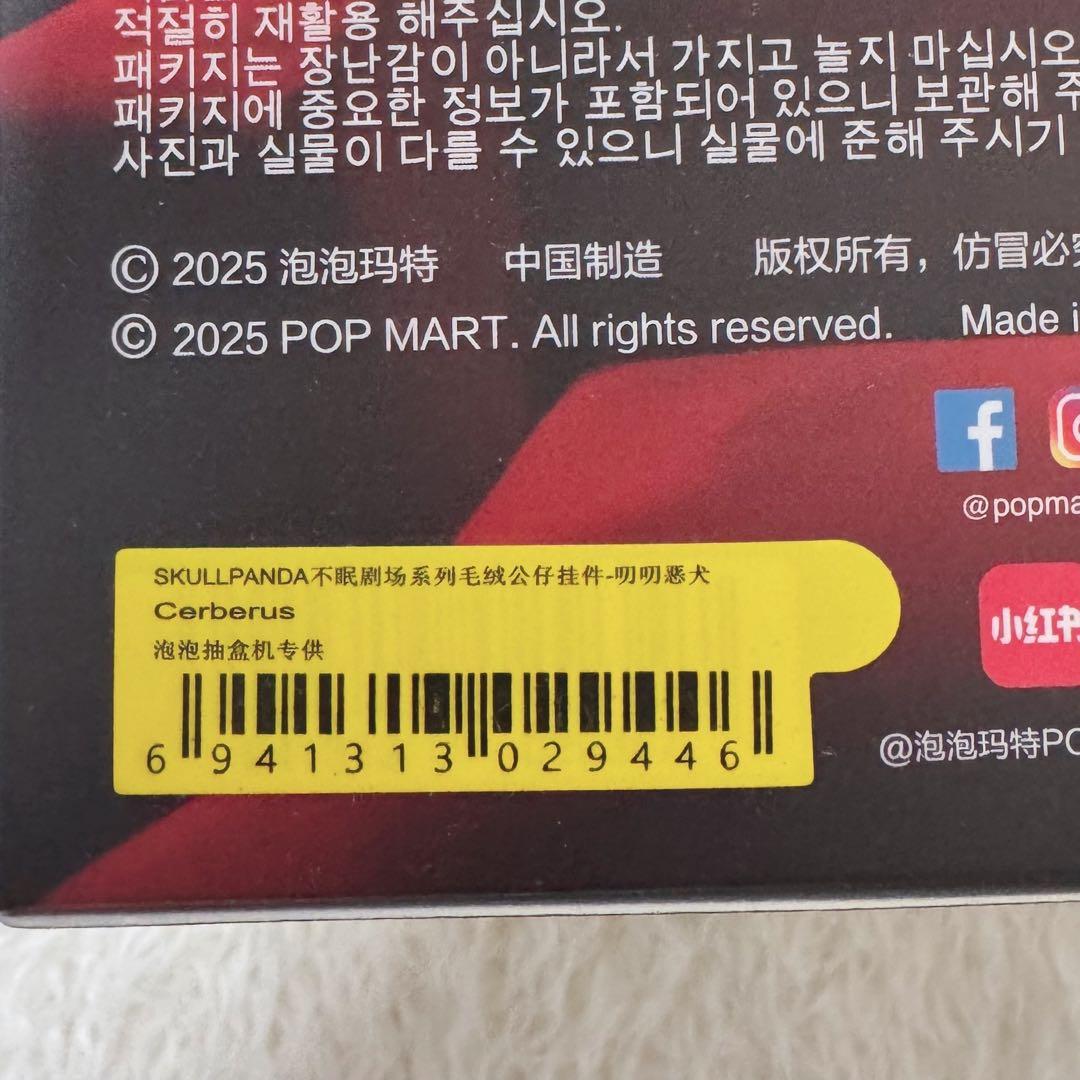 적절히 재활용 해주십시오.
패키지는 장난감이 아니라서 가지고 놀지 마십시오
패키지에 중요한 정보가 포함되어 있으니 보관해 주
사진과 실물이 다를 수 있으니 실물에 준해 주시기
© 2025 泡泡玛特 中国制造 版权所有，仿冒必究
© 2025 POP MART. All rights reserved. Made i
@popma
SKULLPANDA不眠剧场系列毛绒公仔挂件-叨叨恶犬
Cerberus
泡泡抽盒机专供
6 941313 029446
小红书
@泡泡玛特PO